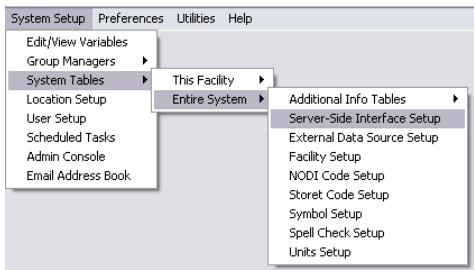 System Setup Preferences Utilities Help
Edit/View Variables
Group Managers
System Tables
Location Setup
User Setup
Scheduled Tasks
Admin Console
Email Address Book
This Facility
Entire System
Additional Info Tables
Server-Side Interface Setup
External Data Source Setup
Facility Setup
NODI Code Setup
Storet Code Setup
Symbol Setup
Spell Check Setup
Units Setup